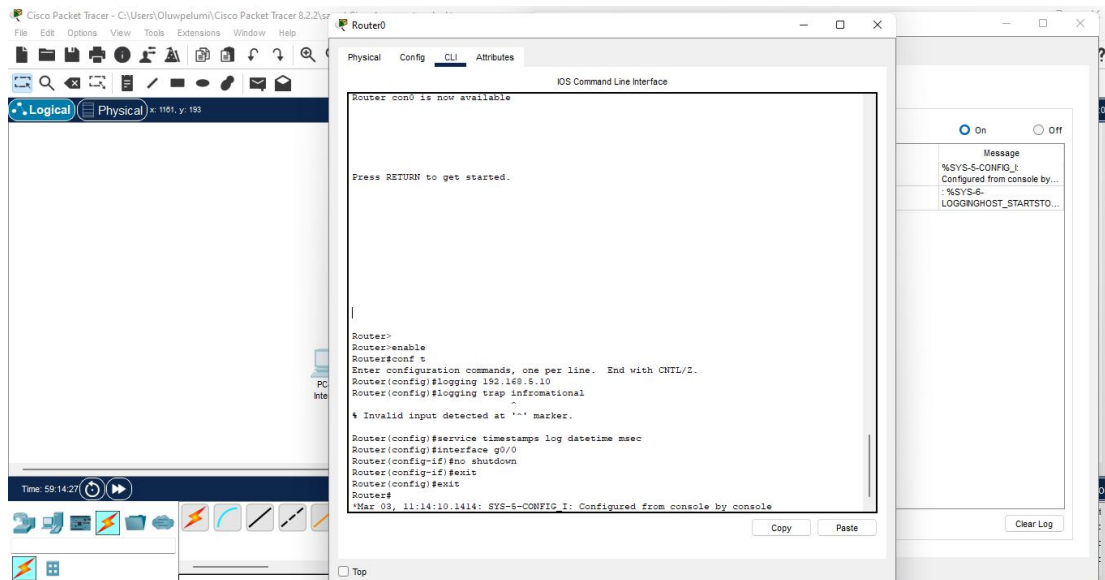 Cisco Packet Tracer - C:\Users\Oluwpelumi\Cisco Packet Tracer 8.2.2\
File Edit Options View Tools Extensions Window Help
Logical Physical x: 1161, y: 193
Time: 59:14:27
Router0
Physical Config CLI Attributes
IOS Command Line Interface
Router con0 is now available
Press RETURN to get started.
Router>
Router>enable
Router#conf t
Enter configuration commands, one per line. End with CNTL/Z.
Router(config)#logging 192.168.5.10
Router(config)#logging trap infromational
^
% Invalid input detected at '^' marker.
Router(config)#service timestamps log datetime msec
Router(config)#interface g0/0
Router(config-if)#no shutdown
Router(config-if)#exit
Router(config)#exit
Router#
*Mar 03, 11:14:10.1414: SYS-5-CONFIG_I: Configured from console by console
Copy Paste
Top
On Off
Message
%SYS-5-CONFIG_I:
Configured from console by...
: %SYS-6-
LOGGINGHOST_STARTSTO...
Clear Log
PC
Inte